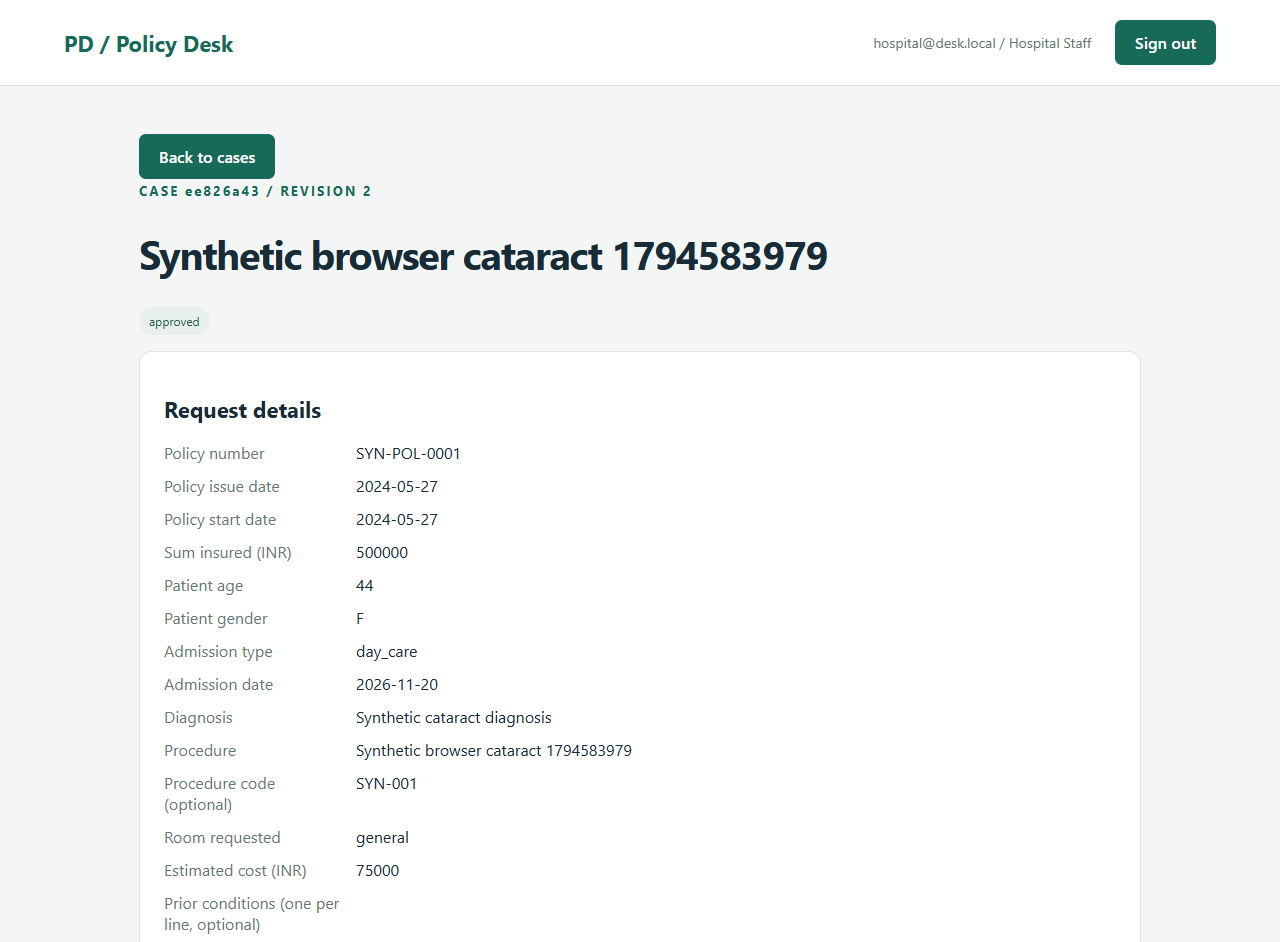 PD / Policy Desk
hospital@desk.local / Hospital Staff
Sign out
Back to cases
CASE ee826a43 / REVISION 2
Synthetic browser cataract 1794583979
approved
Request details
Policy number SYN-POL-0001
Policy issue date 2024-05-27
Policy start date 2024-05-27
Sum insured (INR) 500000
Patient age 44
Patient gender F
Admission type day_care
Admission date 2026-11-20
Diagnosis Synthetic cataract diagnosis
Procedure Synthetic browser cataract 1794583979
Procedure code SYN-001
(optional)
Room requested general
Estimated cost (INR) 75000
Prior conditions (one per
line, optional)